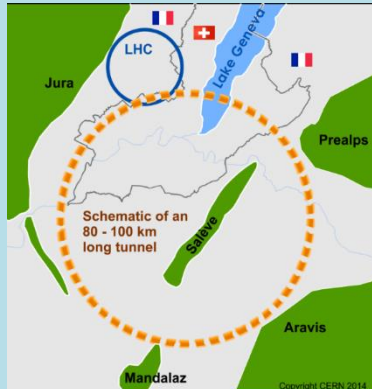 LHC
Jura
Lake Geneva
Prealps
Schematic of an
80 - 100 km
long tunnel
Salève
Aravis
Mandalaz
Copyright CERN 2014